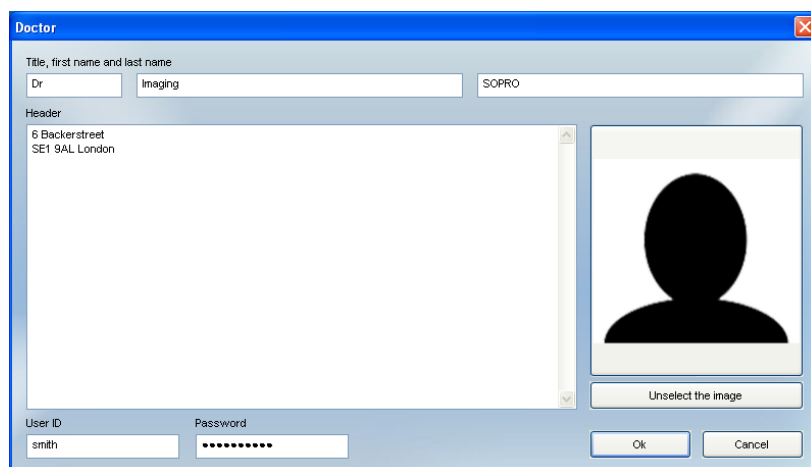 Doctor
Title, first name and last name
Dr Imaging SOPRO
Header
6 Backerstreet
SE1 9AL London
Unselect the image
User ID Password
smith ••••••••••
Ok Cancel